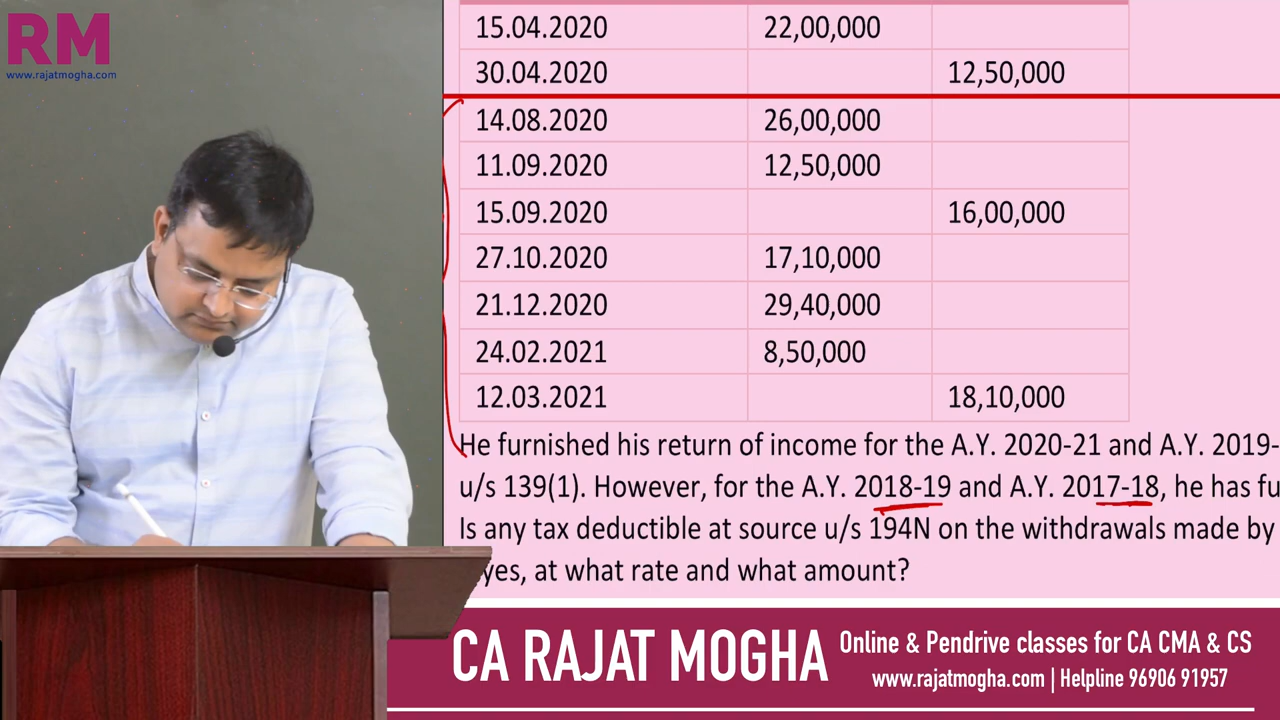 RM
www.rajatmogha.com
15.04.2020 22,00,000
30.04.2020 12,50,000
14.08.2020 26,00,000
11.09.2020 12,50,000
15.09.2020 16,00,000
27.10.2020 17,10,000
21.12.2020 29,40,000
24.02.2021 8,50,000
12.03.2021 18,10,000
He furnished his return of income for the A.Y. 2020-21 and A.Y. 2019-
u/s 139(1). However, for the A.Y. 2018-19 and A.Y. 2017-18, he has fu
Is any tax deductible at source u/s 194N on the withdrawals made by
yes, at what rate and what amount?
CA RAJAT MOGHA
Online & Pendrive classes for CA CMA & CS
www.rajatmogha.com | Helpline 96906 91957